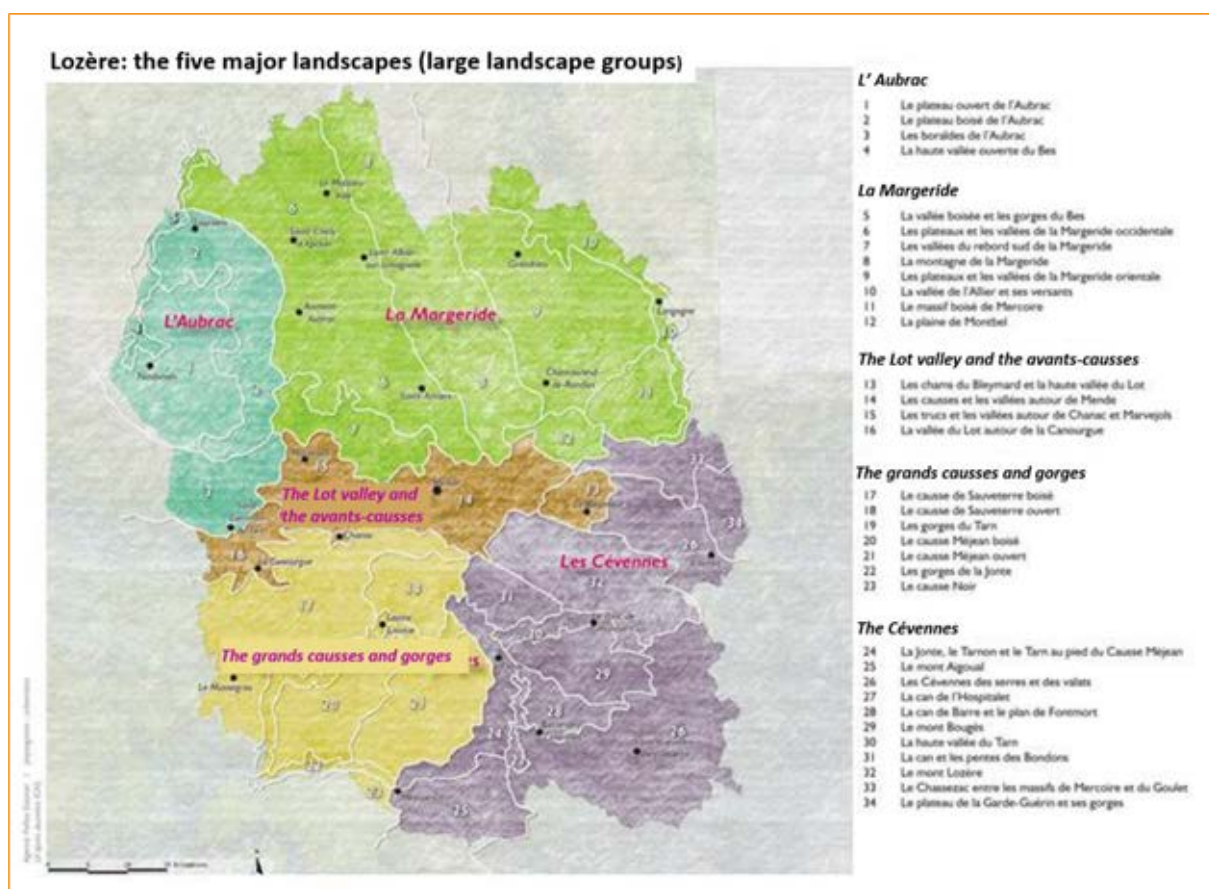 Lozère: the five major landscapes (large landscape groups)
L' Aubrac
1 Le plateau ouvert de l'Aubrac
2 Le plateau boisé de l'Aubrac
3 Les boraldes de l'Aubrac
4 La haute vallée ouverte du Bes
La Margeride
5 La vallée boisée et les gorges du Bes
6 Les plateaux et les vallées de la Margeride occidentale
7 Les vallées du rebord sud de la Margeride
8 La montagne de la Margeride
9 Les plateaux et les vallées de la Margeride orientale
10 La vallée de l'Allier et ses versants
11 Le massif boisé de Mercoire
12 La plaine de Montbel
The Lot valley and the avants-causses
13 Les chams du Bleymard et la haute vallée du Lot
14 Les causses et les vallées autour de Mende
15 Les trucs et les vallées autour de Chanac et Marvejols
16 La vallée du Lot autour de la Canourgue
The grands causses and gorges
17 Le causse de Sauveterre boisé
18 Le causse de Sauveterre ouvert
19 Les gorges du Tarn
20 Le causse Méjean boisé
21 Le causse Méjean ouvert
22 Les gorges de la Jonte
23 Le causse Noir
The Cévennes
24 La Jonte, le Tarnon et le Tarn au pied du Causse Méjean
25 Le mont Aigoual
26 Les Cévennes des serres et des valats
27 La can de l'Hospitalet
28 La can de Barre et le plan de Fontmort
29 Le mont Bougès
30 La haute vallée du Tarn
31 La can et les pentes des Bondons
32 Le mont Lozère
33 Le Chassezac entre les massifs de Mercoire et du Goulet
34 Le plateau de la Garde-Guérin et ses gorges
L'Aubrac
La Margeride
The Lot valley and
the avants-causses
Les Cévennes
The grands causses and gorges
Grandrieu
Langogne
Châteauneuf-
de-Randon
Saint-Amans
Aumont-
Aubrac
Nasbinals
Chanac